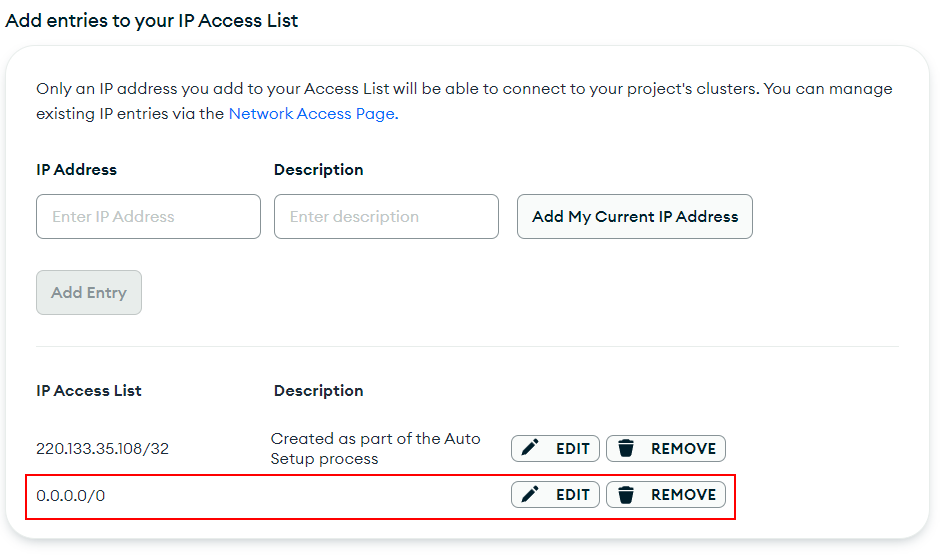 Add entries to your IP Access List
Only an IP address you add to your Access List will be able to connect to your project's clusters. You can manage
existing IP entries via the Network Access Page.
IP Address Description
Enter IP Address Enter description Add My Current IP Address
Add Entry
IP Access List Description
220.133.35.108/32 Created as part of the Auto
Setup process EDIT REMOVE
0.0.0.0/0 EDIT REMOVE